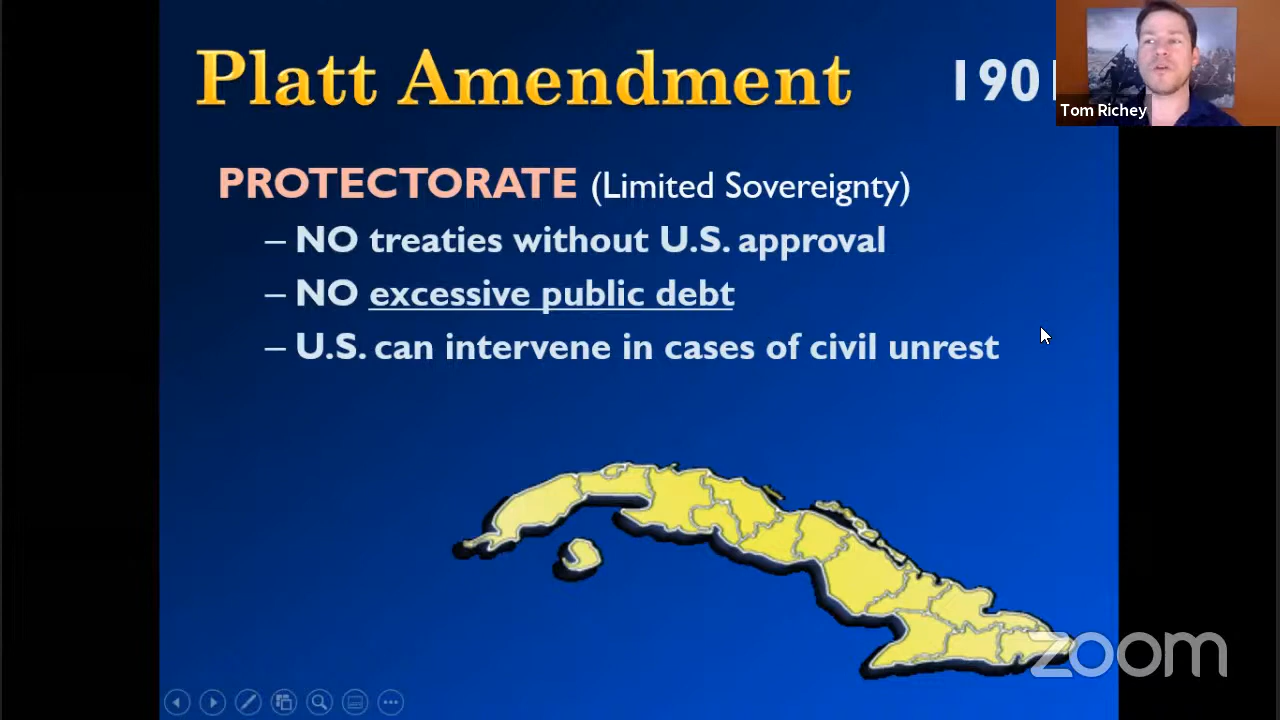 Platt Amendment 1901
Tom Richey
PROTECTORATE (Limited Sovereignty)
– NO treaties without U.S. approval
– NO excessive public debt
– U.S. can intervene in cases of civil unrest
zoom